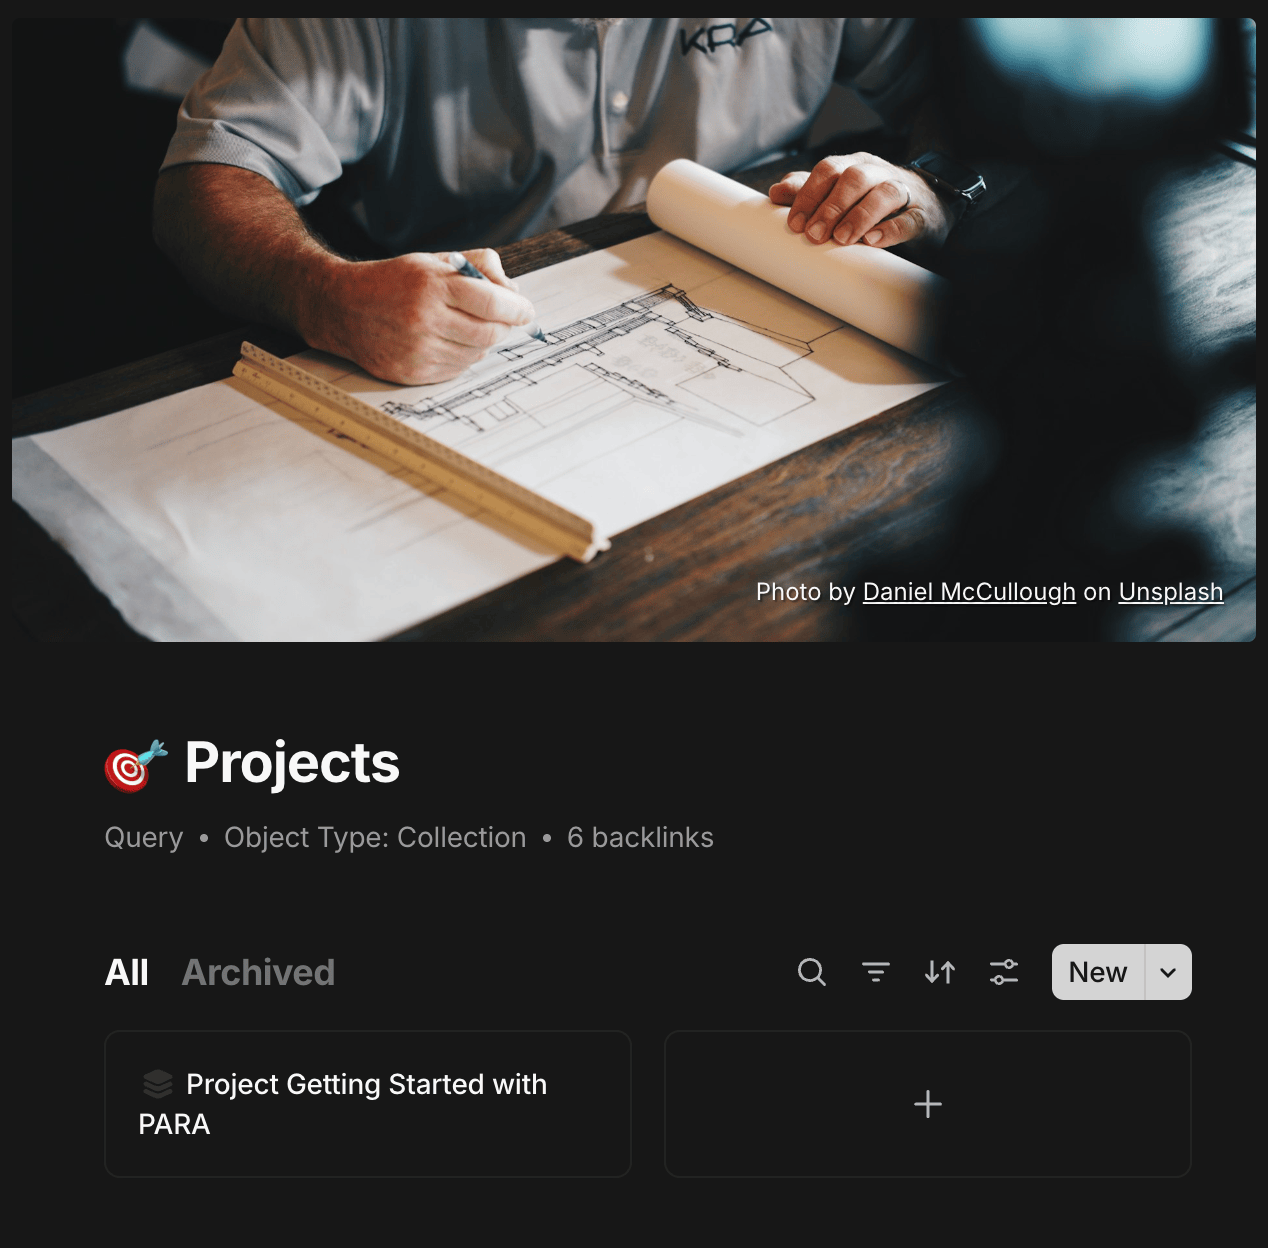 KRA
Photo by Daniel McCullough on Unsplash
🎯 Projects
Query • Object Type: Collection • 6 backlinks
All Archived New
Project Getting Started with
PARA